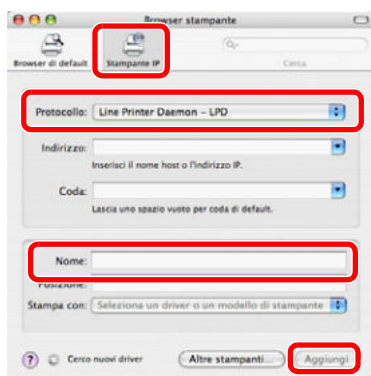 Browser stampante
Browser di default Stampante IP Cerca
Protocollo: Line Printer Daemon – LPD
Indirizzo:
Inserisci il nome host o l'indirizzo IP.
Coda:
Lascia uno spazio vuoto per coda di default.
Nome:
Posizione:
Stampa con: Seleziona un driver o un modello di stampante
? Cerco nuovi driver Altre stampanti... Aggiungi